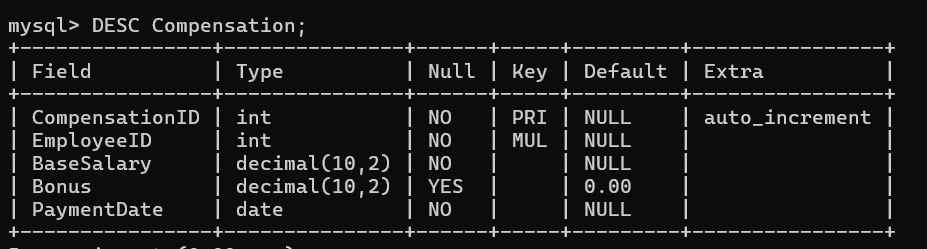 mysql> DESC Compensation;
+----------------+---------------+------+-----+---------+----------------+
| Field          | Type          | Null | Key | Default | Extra          |
+----------------+---------------+------+-----+---------+----------------+
| CompensationID | int           | NO   | PRI | NULL    | auto_increment |
| EmployeeID     | int           | NO   | MUL | NULL    |                |
| BaseSalary     | decimal(10,2) | NO   |     | NULL    |                |
| Bonus          | decimal(10,2) | YES  |     | 0.00    |                |
| PaymentDate    | date          | NO   |     | NULL    |                |
+----------------+---------------+------+-----+---------+----------------+